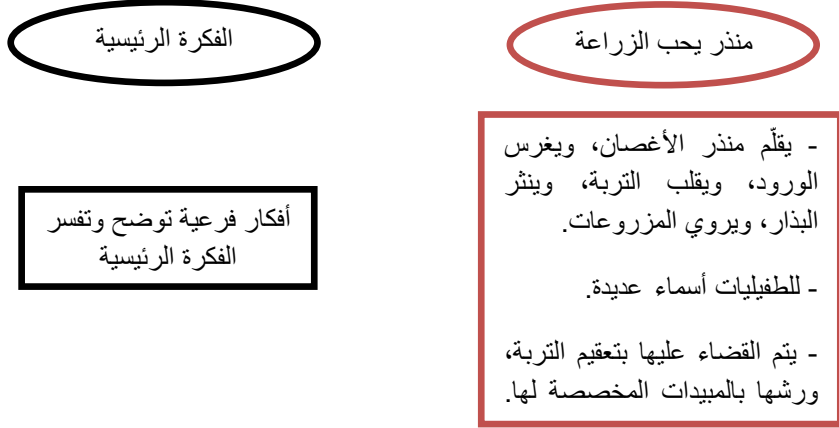 منذر يحب الزراعة
الفكرة الرئيسية
- يقلّم منذر الأغصان، ويغرس
الورود، ويقلب التربة، وينثر
البذار، ويروي المزروعات.
- للطفيليات أسماء عديدة.
- يتم القضاء عليها بتعقيم التربة،
ورشها بالمبيدات المخصصة لها.
أفكار فرعية توضح وتفسر
الفكرة الرئيسية